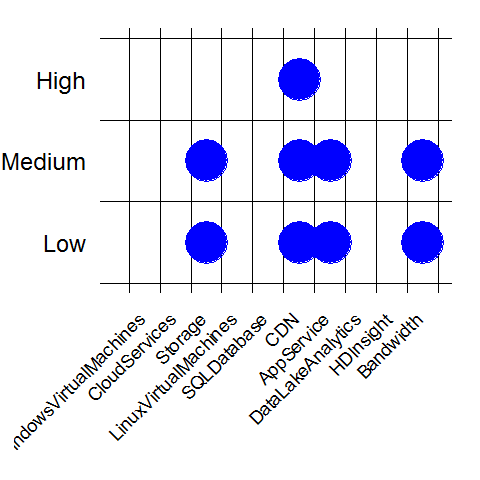 High
Medium
Low
ndowsVirtualMachines
CloudServices
Storage
LinuxVirtualMachines
SQLDatabase
CDN
AppService
DataLakeAnalytics
HDInsight
Bandwidth